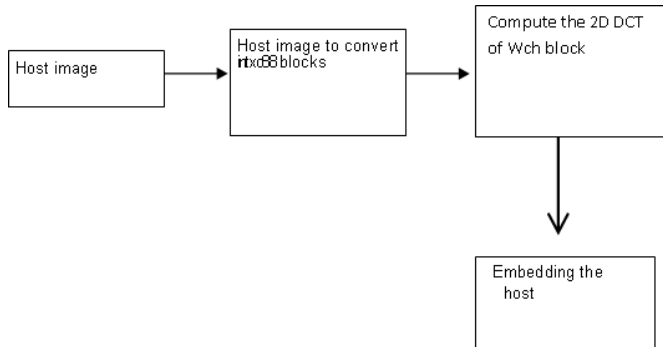 Host image
Host image to convert
blocks
Compute the 2D DCT
of Wch block
Embedding the
host